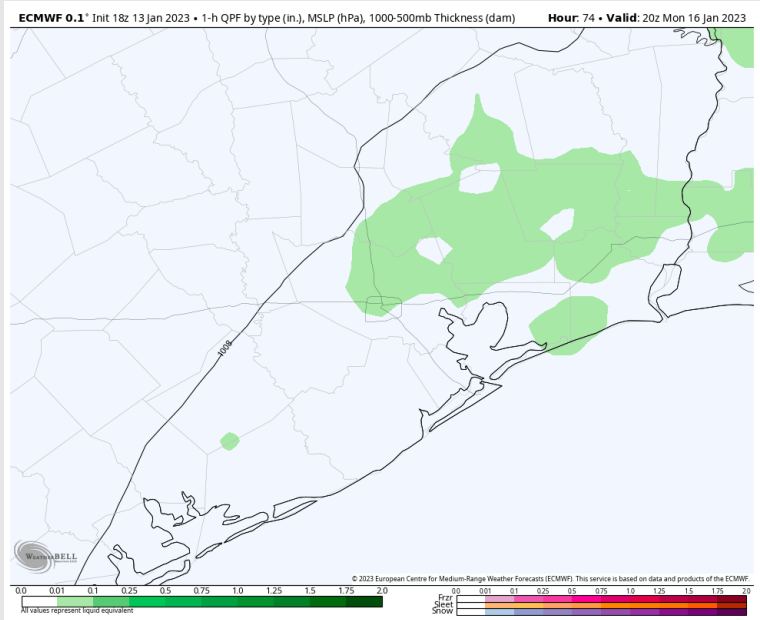 ECMWF 0.1° Init 18z 13 Jan 2023 • 1-h QPF by type (in.), MSLP (hPa), 1000-500mb Thickness (dam) Hour: 74 • Valid: 20z Mon 16 Jan 2023
1008
WEATHERBELL
© 2023 European Centre for Medium-Range Weather Forecasts (ECMWF). This service is based on data and products of the ECMWF.
0.0 0.01 0.1 0.25 0.5 0.75 1.0 1.25 1.5 1.75 2.0
All values represent liquid equivalent
0.0 .001 0.1 0.25 0.5 0.75 1.0 1.25 1.5 1.75 2.0
Frzr
Sleet
Snow